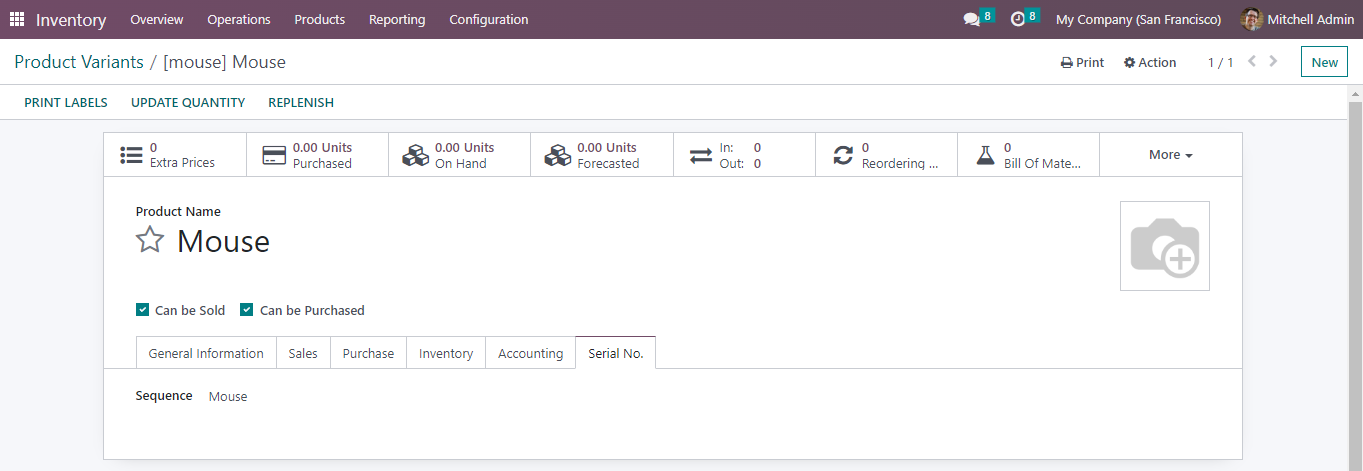 Inventory Overview Operations Products Reporting Configuration 8 8 My Company (San Francisco) Mitchell Admin
Product Variants / [mouse] Mouse Print Action 1 / 1 New
PRINT LABELS UPDATE QUANTITY REPLENISH
0 0.00 Units 0.00 Units 0.00 Units In: 0 0 0 More
Extra Prices Purchased On Hand Forecasted Out: 0 Reordering ... Bill Of Mate...
Product Name
Mouse
Can be Sold Can be Purchased
General Information Sales Purchase Inventory Accounting Serial No.
Sequence Mouse